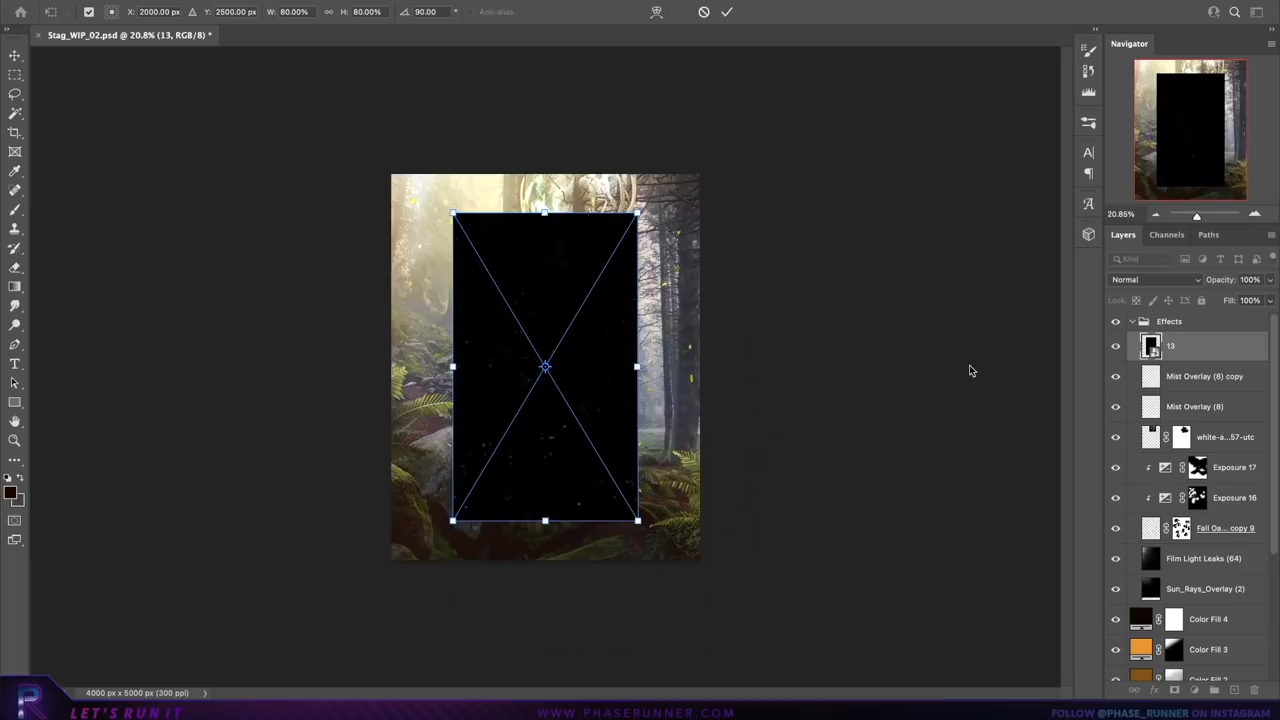 X: 2000.00 px Y: 2500.00 px W: 80.00% H: 80.00% 90.00 ° Anti-alias
Stag_WIP_02.psd @ 20.8% (13, RGB/8) *
Navigator
20.85%
Layers Channels Paths
Kind
Normal Opacity: 100%
Lock: Fill: 100%
Effects
13
Mist Overlay (8) copy
Mist Overlay (8)
white-a...57-utc
Exposure 17
Exposure 16
Fall Oa... copy 9
Film Light Leaks (64)
Sun_Rays_Overlay (2)
Color Fill 4
Color Fill 3
Color Fill 2
4000 px x 5000 px (300 ppi)
R LET'S RUN IT WWW.PHASERUNNER.COM FOLLOW @PHASE_RUNNER ON INSTAGRAM